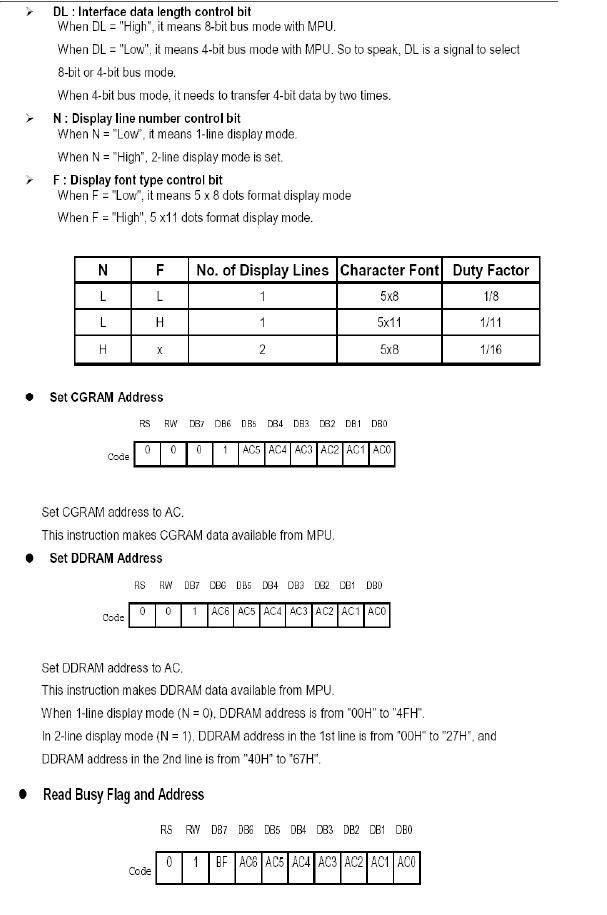 ➢ DL : Interface data length control bit
When DL = "High", it means 8-bit bus mode with MPU.
When DL = "Low", it means 4-bit bus mode with MPU. So to speak, DL is a signal to select
8-bit or 4-bit bus mode.
When 4-bit bus mode, it needs to transfer 4-bit data by two times.
➢ N : Display line number control bit
When N = "Low", it means 1-line display mode.
When N = "High", 2-line display mode is set.
➢ F : Display font type control bit
When F = "Low", it means 5 x 8 dots format display mode
When F = "High", 5 x11 dots format display mode.
N F No. of Display Lines Character Font Duty Factor
L L 1 5x8 1/8
L H 1 5x11 1/11
H x 2 5x8 1/16
● Set CGRAM Address
RS RW DB7 DB6 DB5 DB4 DB3 DB2 DB1 DB0
Code 0 0 0 1 AC5 AC4 AC3 AC2 AC1 AC0
Set CGRAM address to AC.
This instruction makes CGRAM data available from MPU.
● Set DDRAM Address
RS RW DB7 DB6 DB5 DB4 DB3 DB2 DB1 DB0
Code 0 0 1 AC6 AC5 AC4 AC3 AC2 AC1 AC0
Set DDRAM address to AC.
This instruction makes DDRAM data available from MPU.
When 1-line display mode (N = 0), DDRAM address is from "00H" to "4FH".
In 2-line display mode (N = 1), DDRAM address in the 1st line is from "00H" to "27H", and
DDRAM address in the 2nd line is from "40H" to "67H".
● Read Busy Flag and Address
RS RW DB7 DB6 DB5 DB4 DB3 DB2 DB1 DB0
Code 0 1 BF AC6 AC5 AC4 AC3 AC2 AC1 AC0